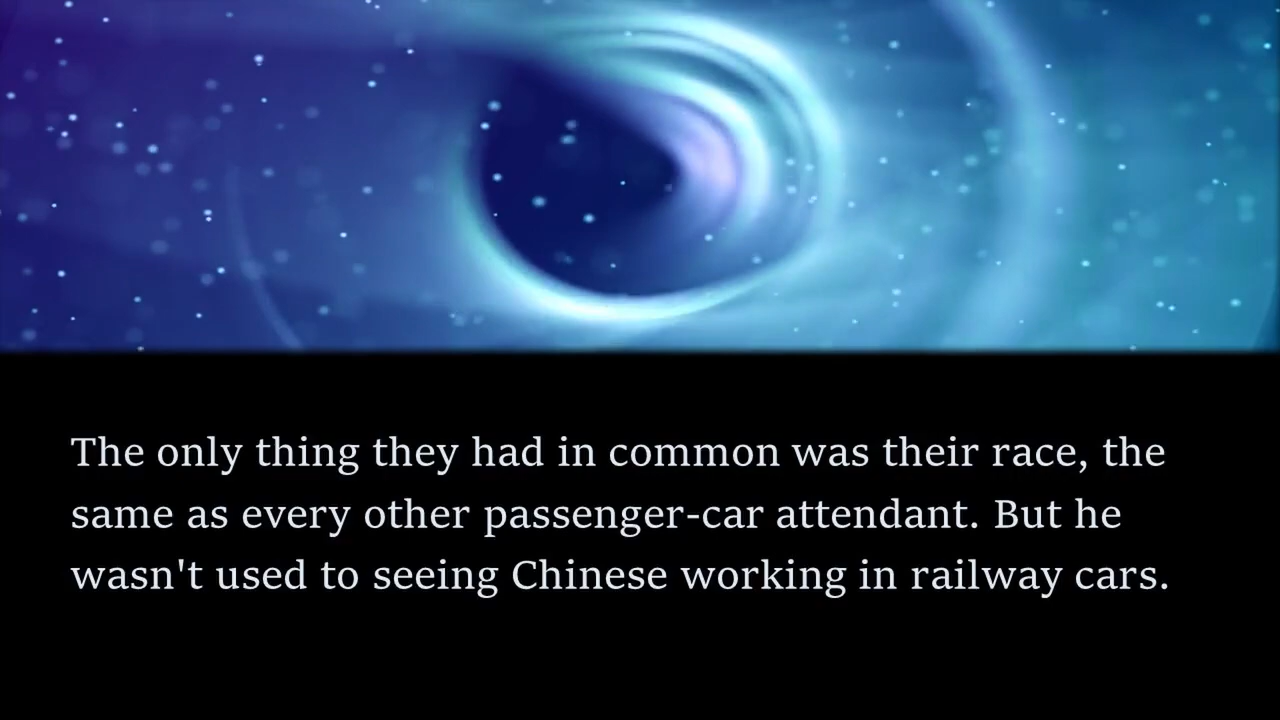 The only thing they had in common was their race, the
same as every other passenger-car attendant. But he
wasn't used to seeing Chinese working in railway cars.